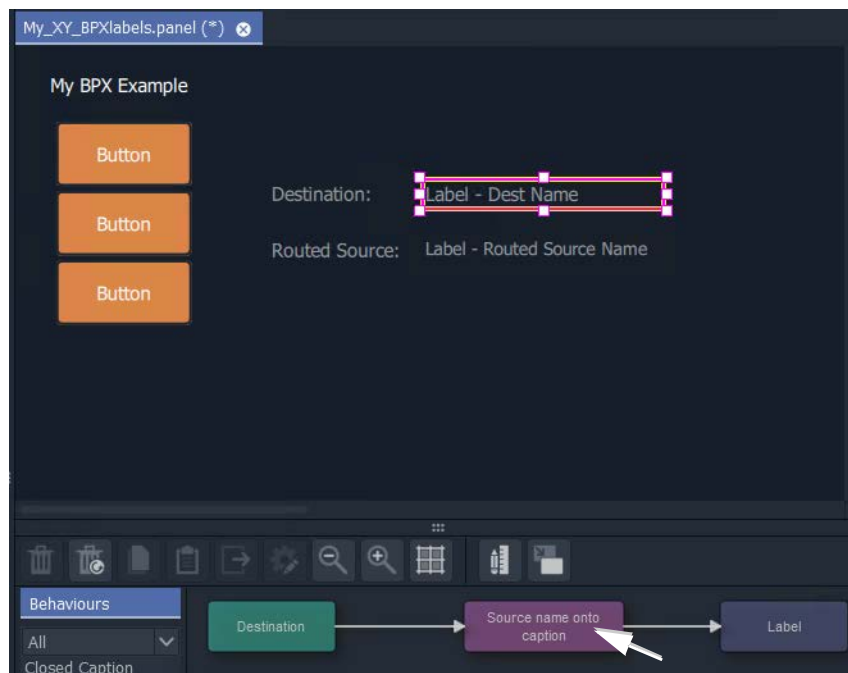 My_XY_BPXlabels.panel (*)
My BPX Example
Button
Button
Button
Destination:
Label - Dest Name
Routed Source:
Label - Routed Source Name
Behaviours
All
Closed Caption
Destination
Source name onto
caption
Label